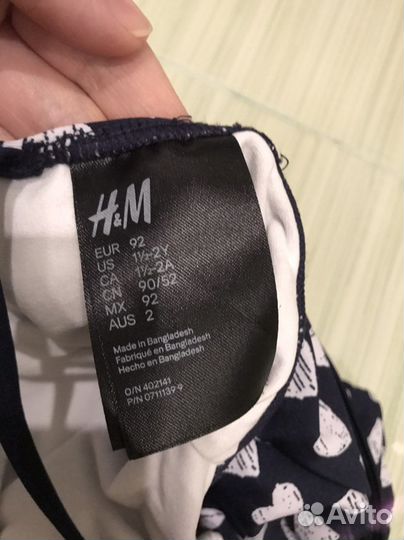 H&M
EUR 92
US 1½-2Y
CA 1½-2A
CN 90/52
MX 92
AUS 2
Made in Bangladesh
Fabriqué en Bangladesh
Hecho en Bangladesh
O/N 402141
P/N 0711139 9
Avito